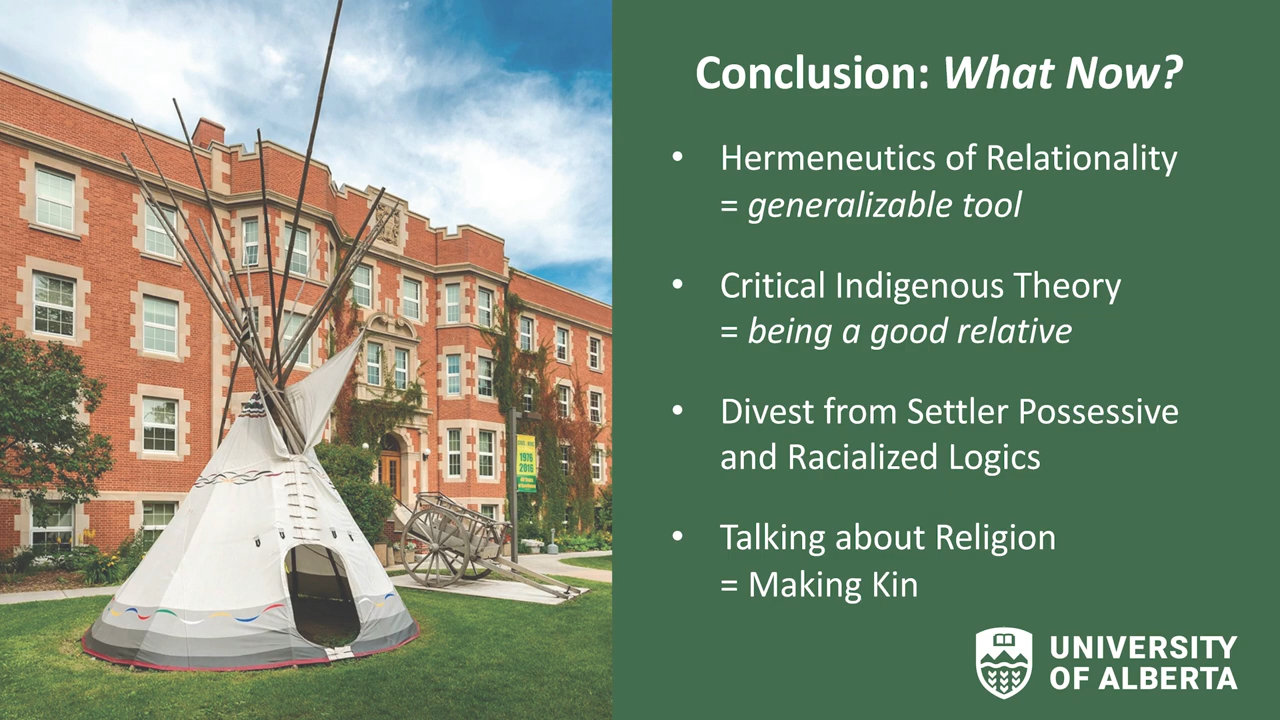 Conclusion: What Now?
• Hermeneutics of Relationality
= generalizable tool
• Critical Indigenous Theory
= being a good relative
• Divest from Settler Possessive
and Racialized Logics
• Talking about Religion
= Making Kin
UNIVERSITY
OF ALBERTA
1976
2016